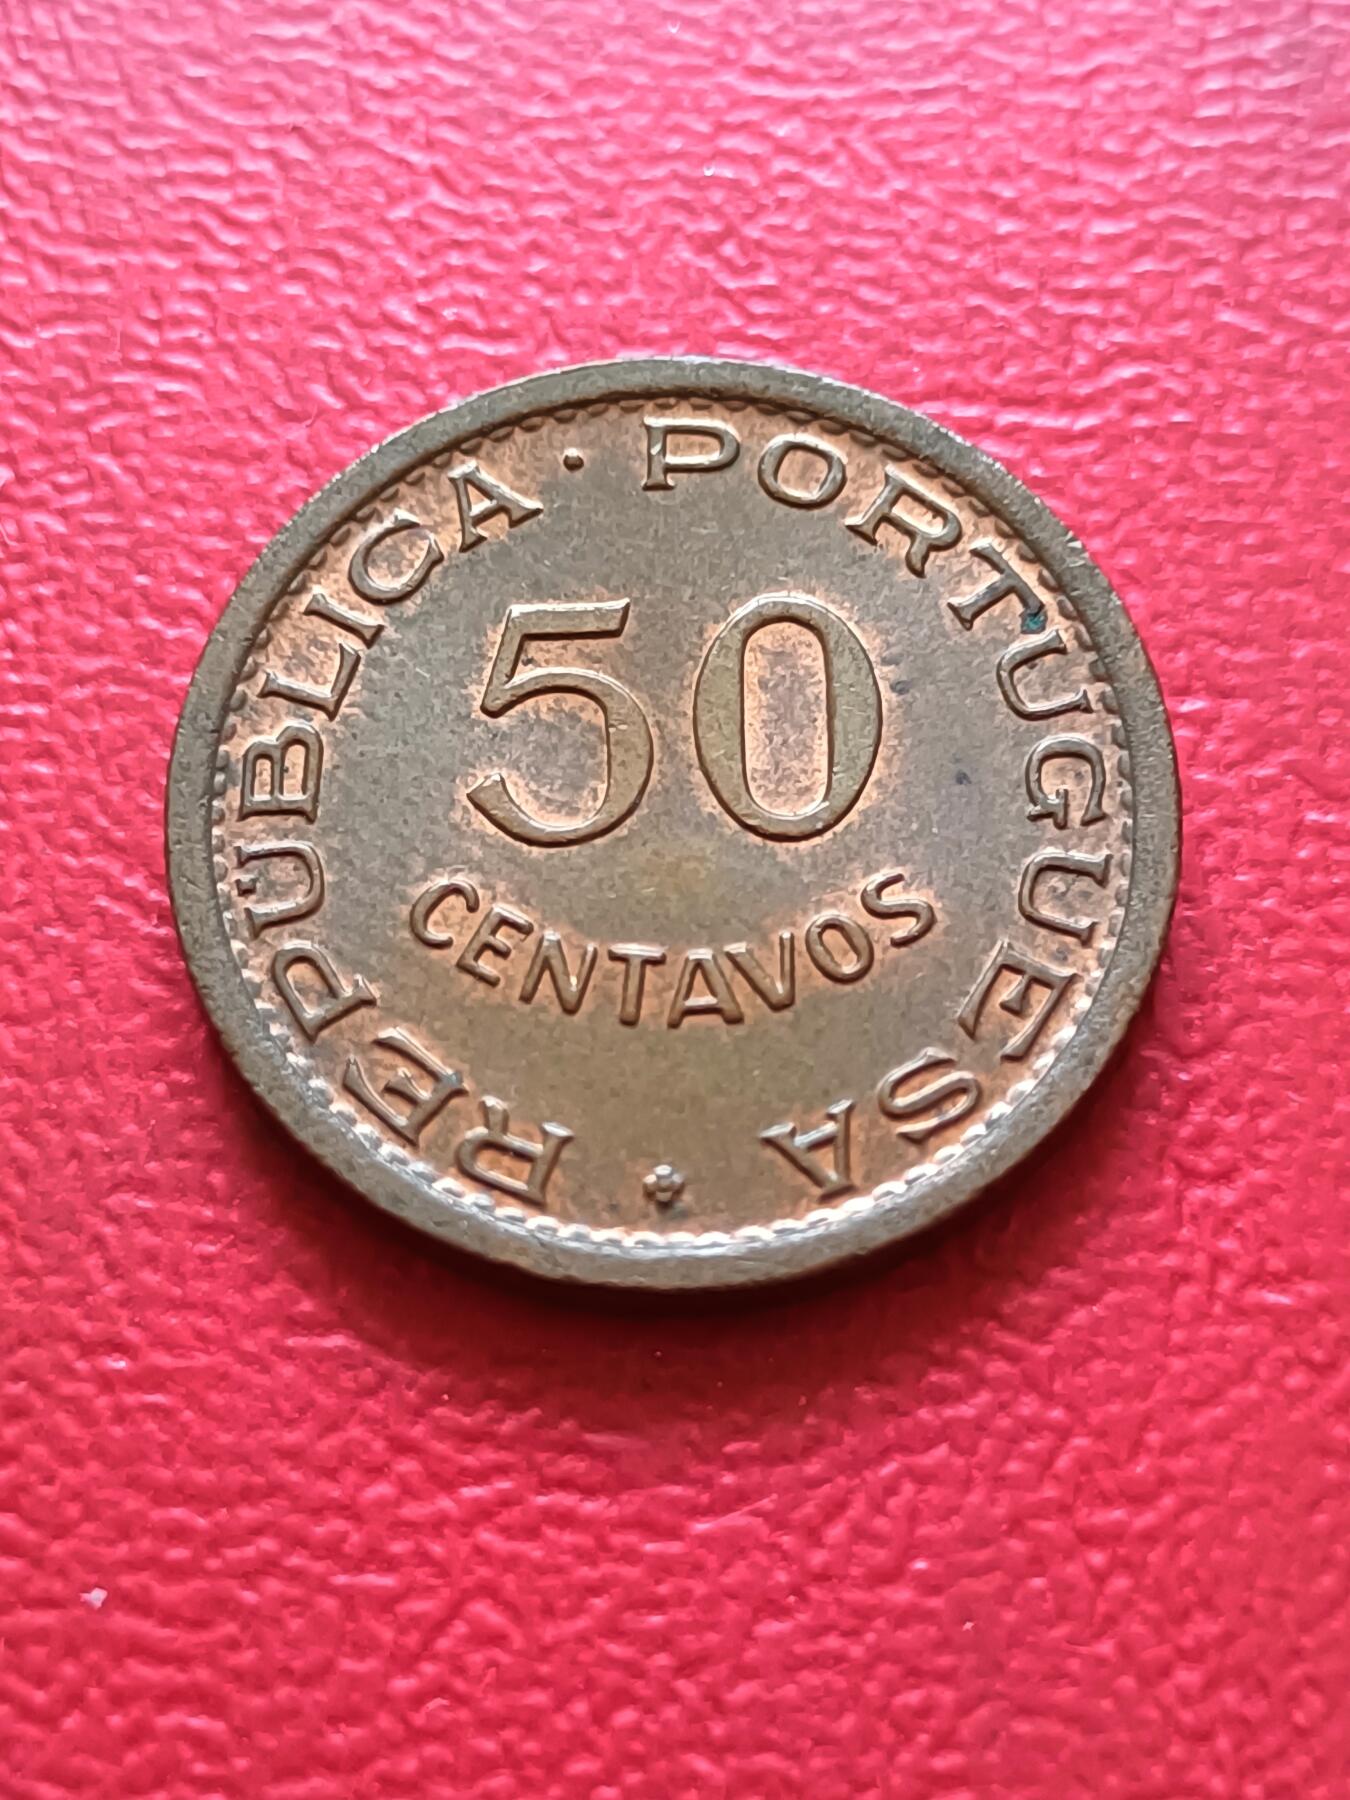 REPÚBLICA · PORTUGUESA
50
CENTAVOS